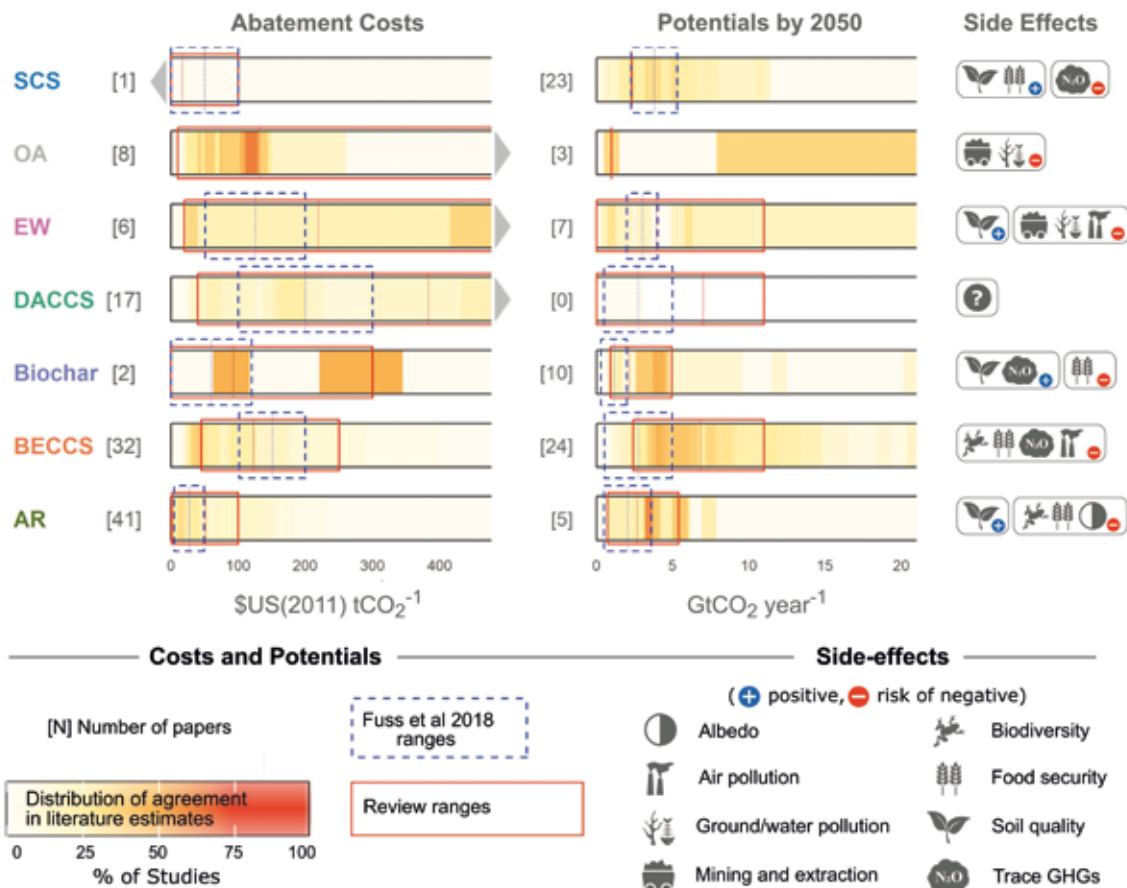 Abatement Costs Potentials by 2050 Side Effects
SCS [1] [23] N₂O
OA [8] [3]
EW [6] [7]
DACCS [17] [0] ?
Biochar [2] [10] N₂O
BECCS [32] [24] N₂O
AR [41] [5]
0 100 200 300 400 0 5 10 15 20
$US(2011) tCO₂⁻¹ GtCO₂ year⁻¹
Costs and Potentials Side-effects
(+ positive, − risk of negative)
[N] Number of papers
Fuss et al 2018
ranges
Distribution of agreement
in literature estimates
0 25 50 75 100
% of Studies
Review ranges
Albedo Biodiversity
Air pollution Food security
Ground/water pollution Soil quality
Mining and extraction N₂O Trace GHGs